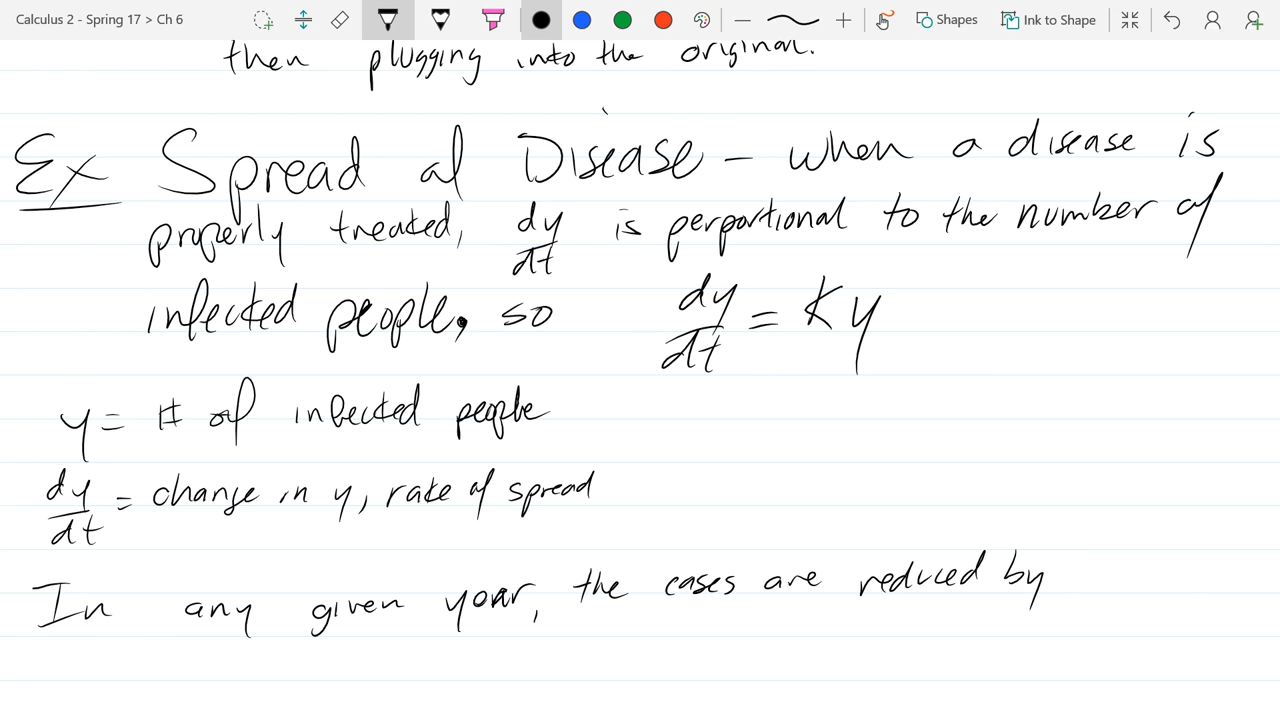 Calculus 2 - Spring 17 > Ch 6
Shapes
Ink to Shape
then plugging into the original.
Ex Spread of Disease - when a disease is
properly treated, dy/dt is perportional to the number of
infected people, so dy/dt = Ky
y = # of infected people
dy/dt = change in y, rate of spread
In any given year, the cases are reduced by